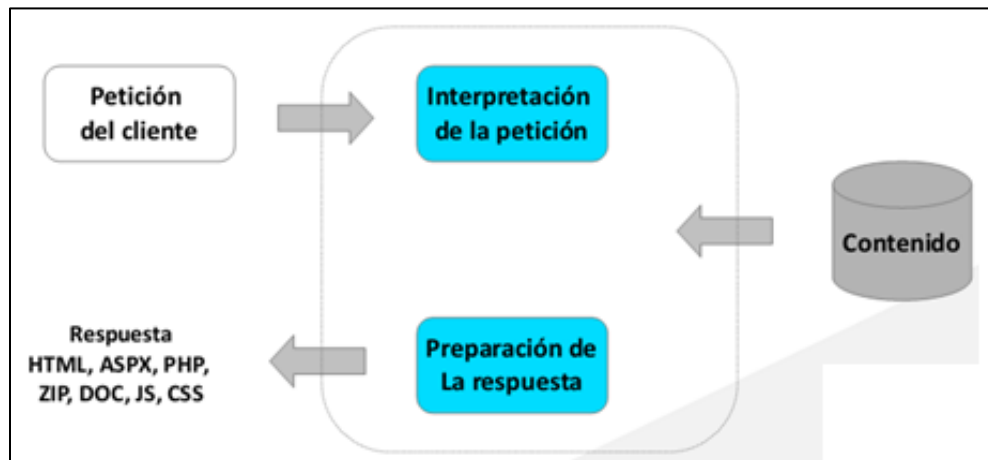 Petición
del cliente
Interpretación
de la petición
Contenido
Respuesta
HTML, ASPX, PHP,
ZIP, DOC, JS, CSS
Preparación de
La respuesta